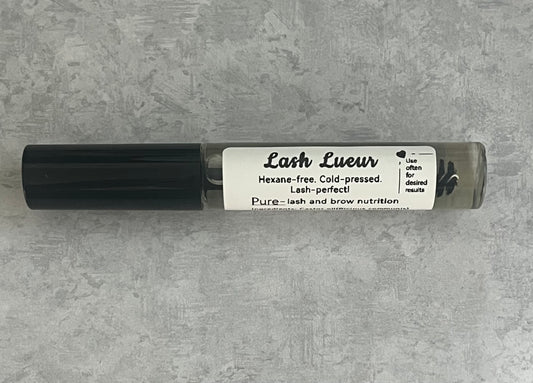 Lash Lueur
Hexane-free. Cold-pressed.
Lash-perfect!
Pure-lash and brow nutrition
Use
often
for
desired
results